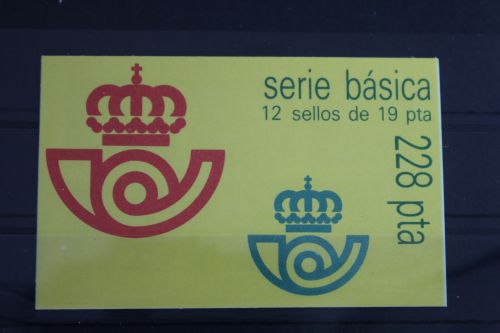 serie básica
12 sellos de 19 pta
228 pta